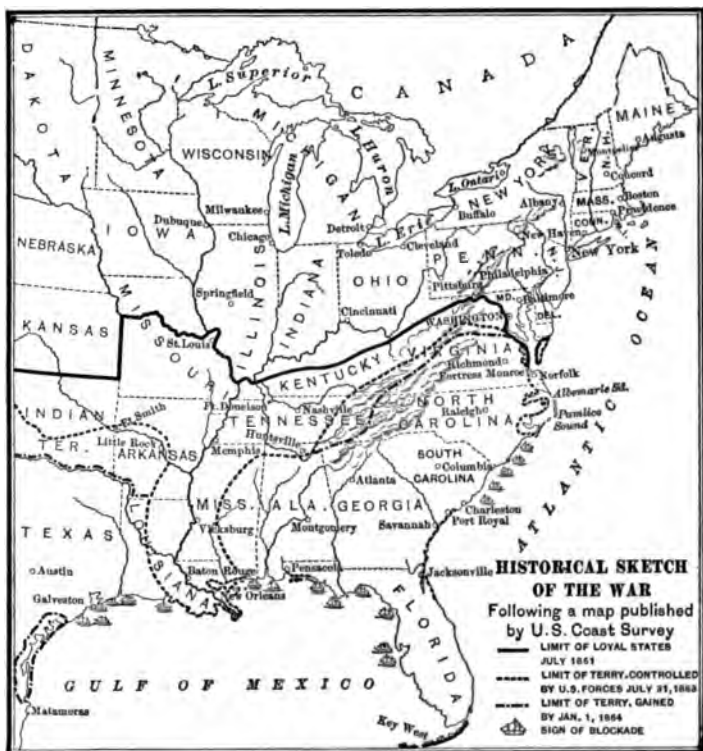 CANADA
DAKOTA
MINNESOTA
L. Superior
WISCONSIN
MICHIGAN
L. Huron
L. Michigan
L. Ontario
L. Erie
MAINE
Augusta
VER.
Montpelier
N.H.
Concord
MASS.
Boston
Providence
CONN.
NEW YORK
Albany
Buffalo
New Haven
New York
NEBRASKA
IOWA
Dubuque
Milwaukee
Chicago
Detroit
Toledo
Cleveland
PENN.
Philadelphia
Pittsburg
N.J.
ILLINOIS
Springfield
INDIANA
OHIO
Cincinnati
MD.
Baltimore
WASHINGTON
DEL.
KANSAS
MISSOURI
St. Louis
KENTUCKY
VIRGINIA
Richmond
Fortress Monroe
Norfolk
INDIAN
TER.
Ft. Smith
Little Rock
ARKANSAS
Ft. Donelson
Nashville
TENNESSEE
Memphis
Huntsville
NORTH
CAROLINA
Raleigh
Albemarle Sd.
Pamlico
Sound
SOUTH
CAROLINA
Columbia
Charleston
Port Royal
Savannah
Atlanta
MISS.
ALA.
GEORGIA
Vicksburg
Montgomery
TEXAS
Austin
Galveston
LOUISIANA
Baton Rouge
New Orleans
Pensacola
Jacksonville
FLORIDA
Key West
Matamoras
GULF OF MEXICO
ATLANTIC OCEAN
HISTORICAL SKETCH
OF THE WAR
Following a map published
by U.S. Coast Survey
LIMIT OF LOYAL STATES
JULY 1861
LIMIT OF TERRY. CONTROLLED
BY U.S. FORCES JULY 31, 1863
LIMIT OF TERRY. GAINED
BY JAN. 1, 1864
SIGN OF BLOCKADE